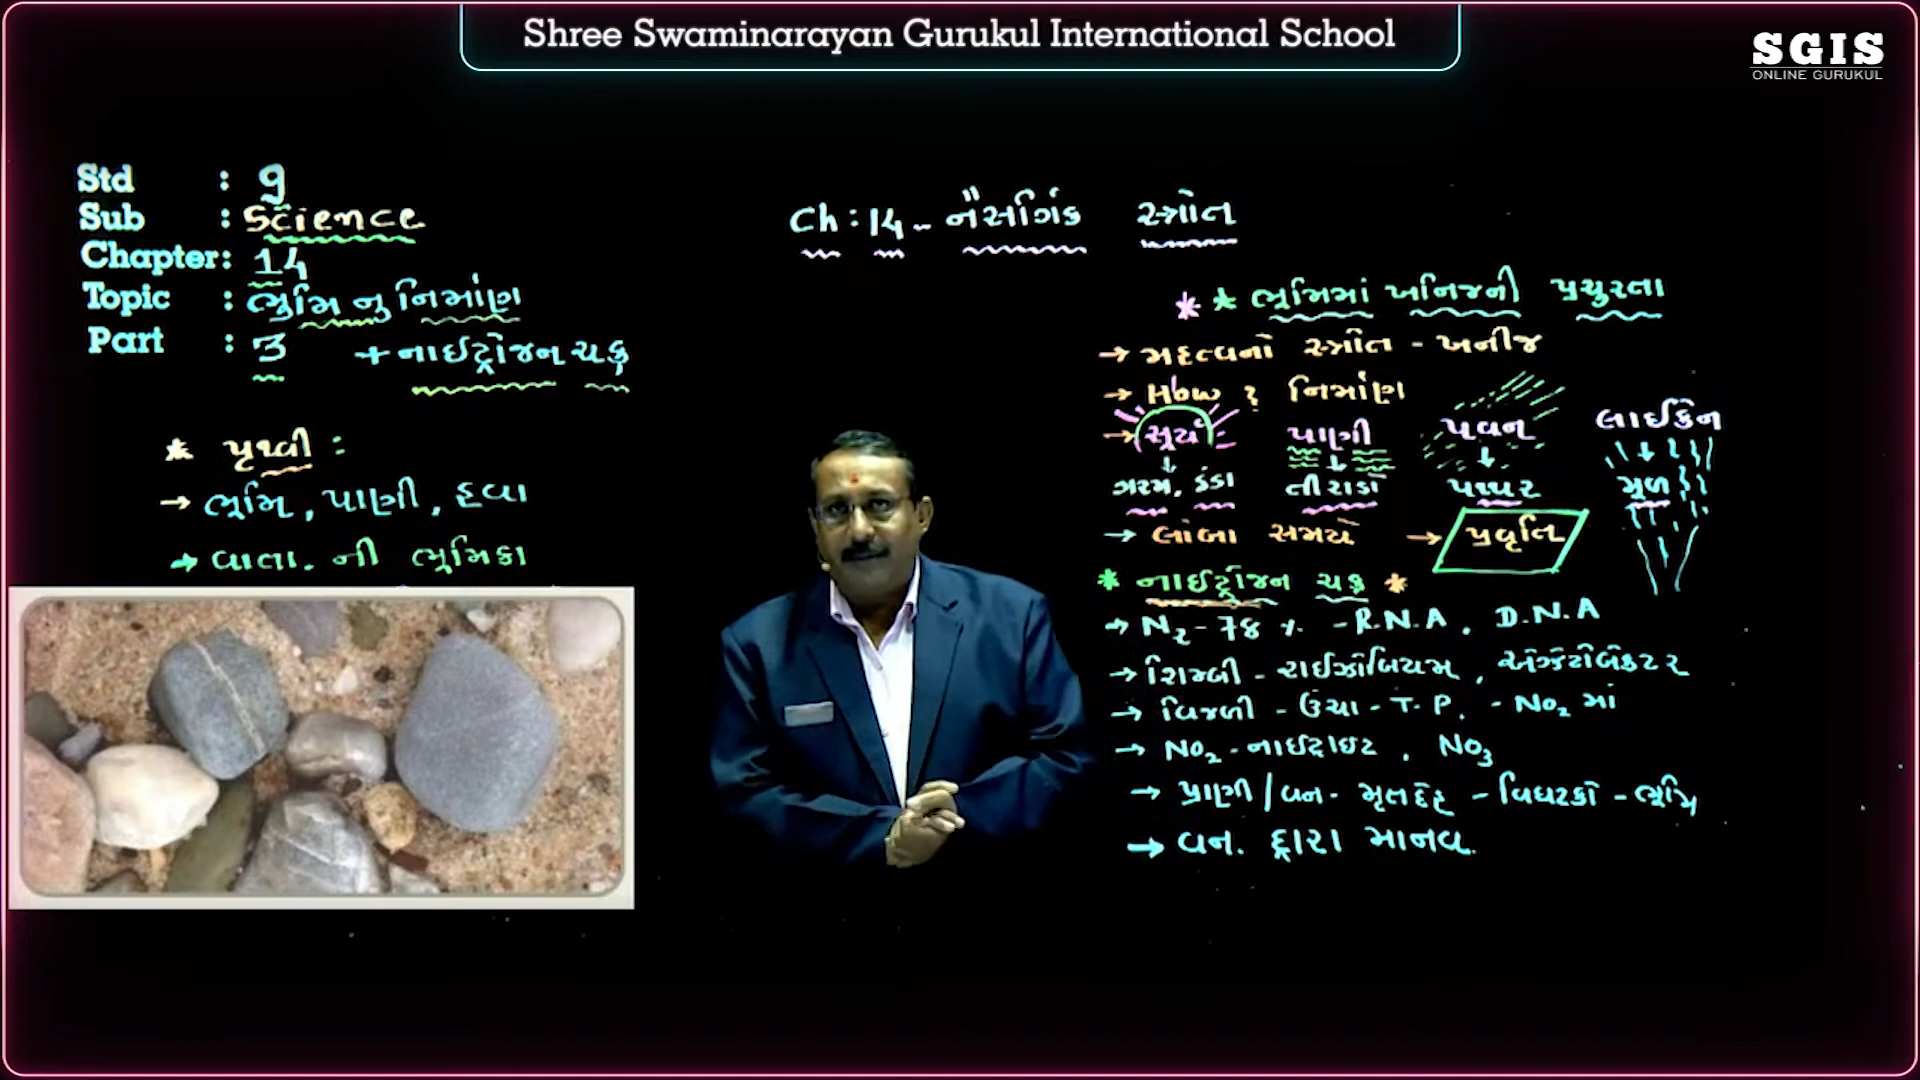 Shree Swaminarayan Gurukul International School
SGIS
ONLINE GURUKUL
Std : 9
Sub : Science
Chapter: 14
Topic : ભુમિ નુ નિર્માણ
Part : 3 + નાઈટ્રોજન ચક્ર
* પૃથ્વી :
→ ભૂમિ, પાણી, હવા
→ વાતા. ની ભૂમિકા
Ch : 14 - નૈસર્ગિક સ્ત્રોત
* * ભૂમિમાં ખનિજની પ્રચુરતા
→ મહત્વનો સ્ત્રોત - ખનીજ
→ How ? નિર્માણ
→ સૂર્ય પાણી પવન લાઈકેન
↓ ↓ ↓ ↓
ગરમ, ઠંડા તીરાડો પથ્થર મૂળ
→ લાંબા સમયે → પ્રવૃતિ
* નાઈટ્રોજન ચક્ર *
→ N₂ - 78 %. - R.N.A, D.N.A
→ શિમ્બી - રાઈઝોબિયમ, એઝેટોબેકટર
→ વિજળી - ઉંચા - T. P. - NO₂ માં
→ NO₂ - નાઈટ્રાઇટ, NO₃
→ પ્રાણી / વન - મૃતદેહ - વિઘટકો - ભૂમિ
→ વન. દ્વારા માનવ.